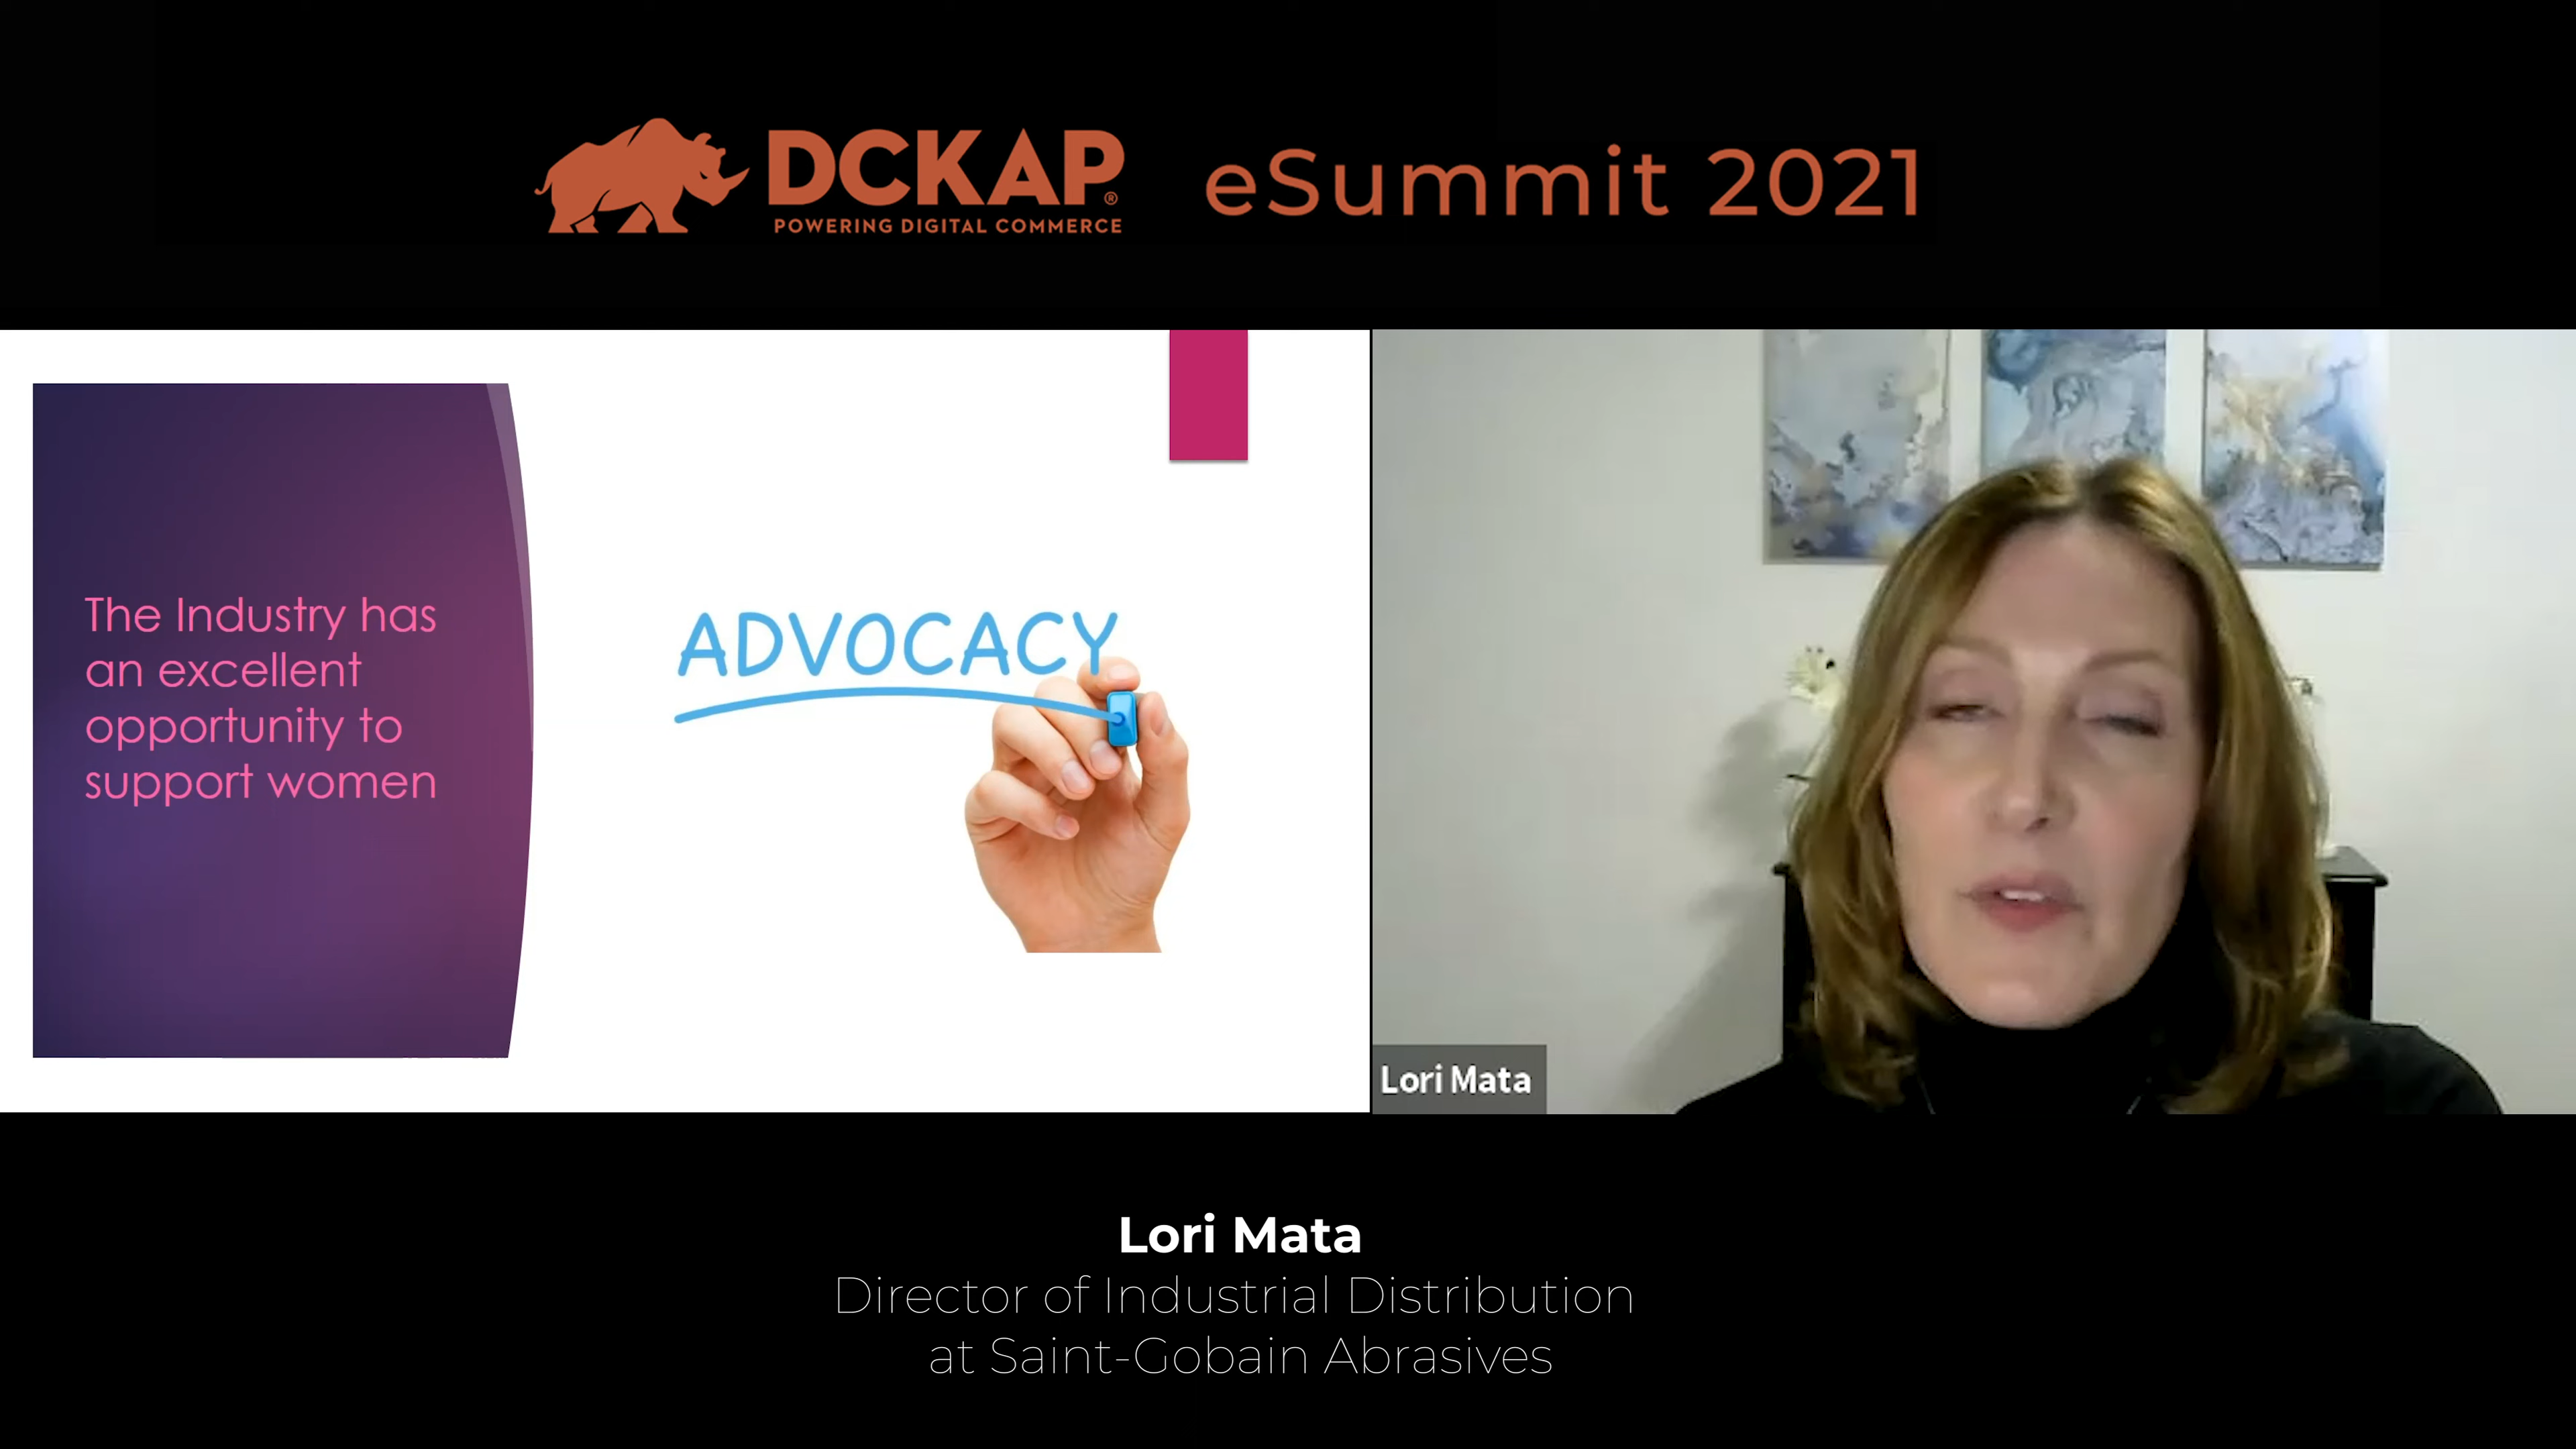 DCKAP®
POWERING DIGITAL COMMERCE
eSummit 2021
The Industry has
an excellent
opportunity to
support women
ADVOCACY
Lori Mata
Lori Mata
Director of Industrial Distribution
at Saint-Gobain Abrasives